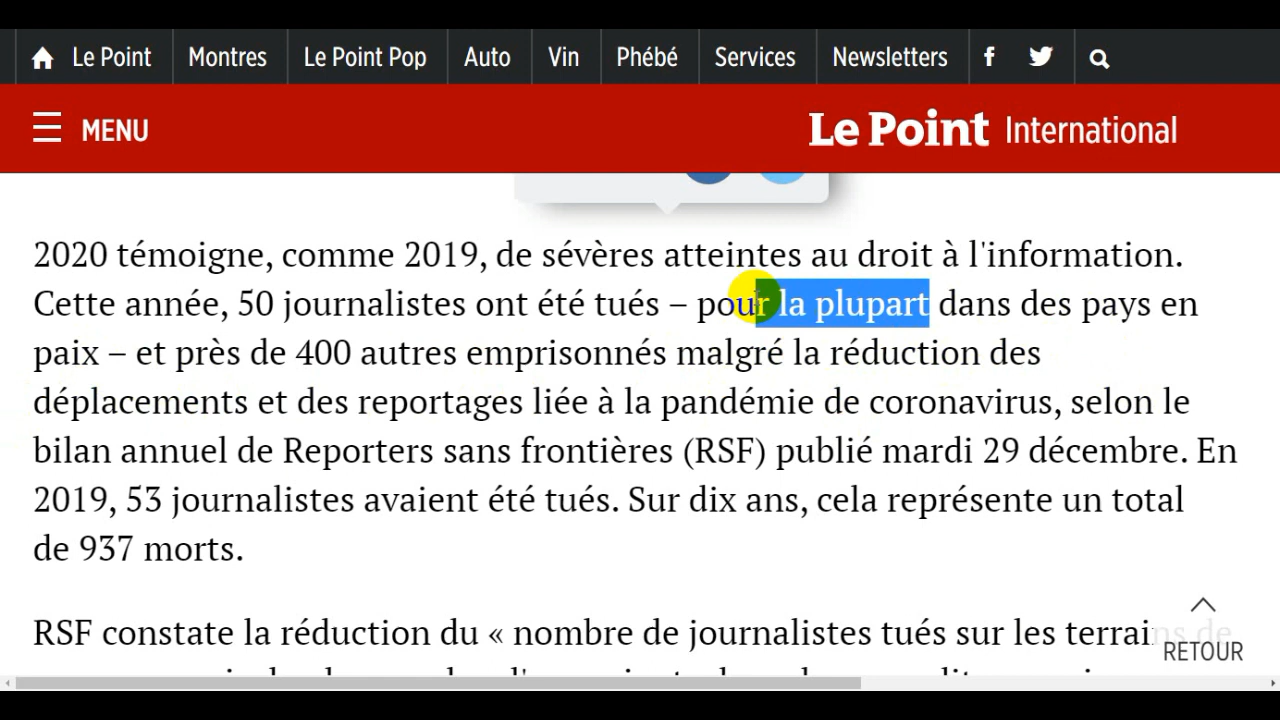 Le Point Montres Le Point Pop Auto Vin Phébé Services Newsletters
MENU Le Point International
2020 témoigne, comme 2019, de sévères atteintes au droit à l'information.
Cette année, 50 journalistes ont été tués – pour la plupart dans des pays en
paix – et près de 400 autres emprisonnés malgré la réduction des
déplacements et des reportages liée à la pandémie de coronavirus, selon le
bilan annuel de Reporters sans frontières (RSF) publié mardi 29 décembre. En
2019, 53 journalistes avaient été tués. Sur dix ans, cela représente un total
de 937 morts.
RSF constate la réduction du « nombre de journalistes tués sur les terrains de
RETOUR